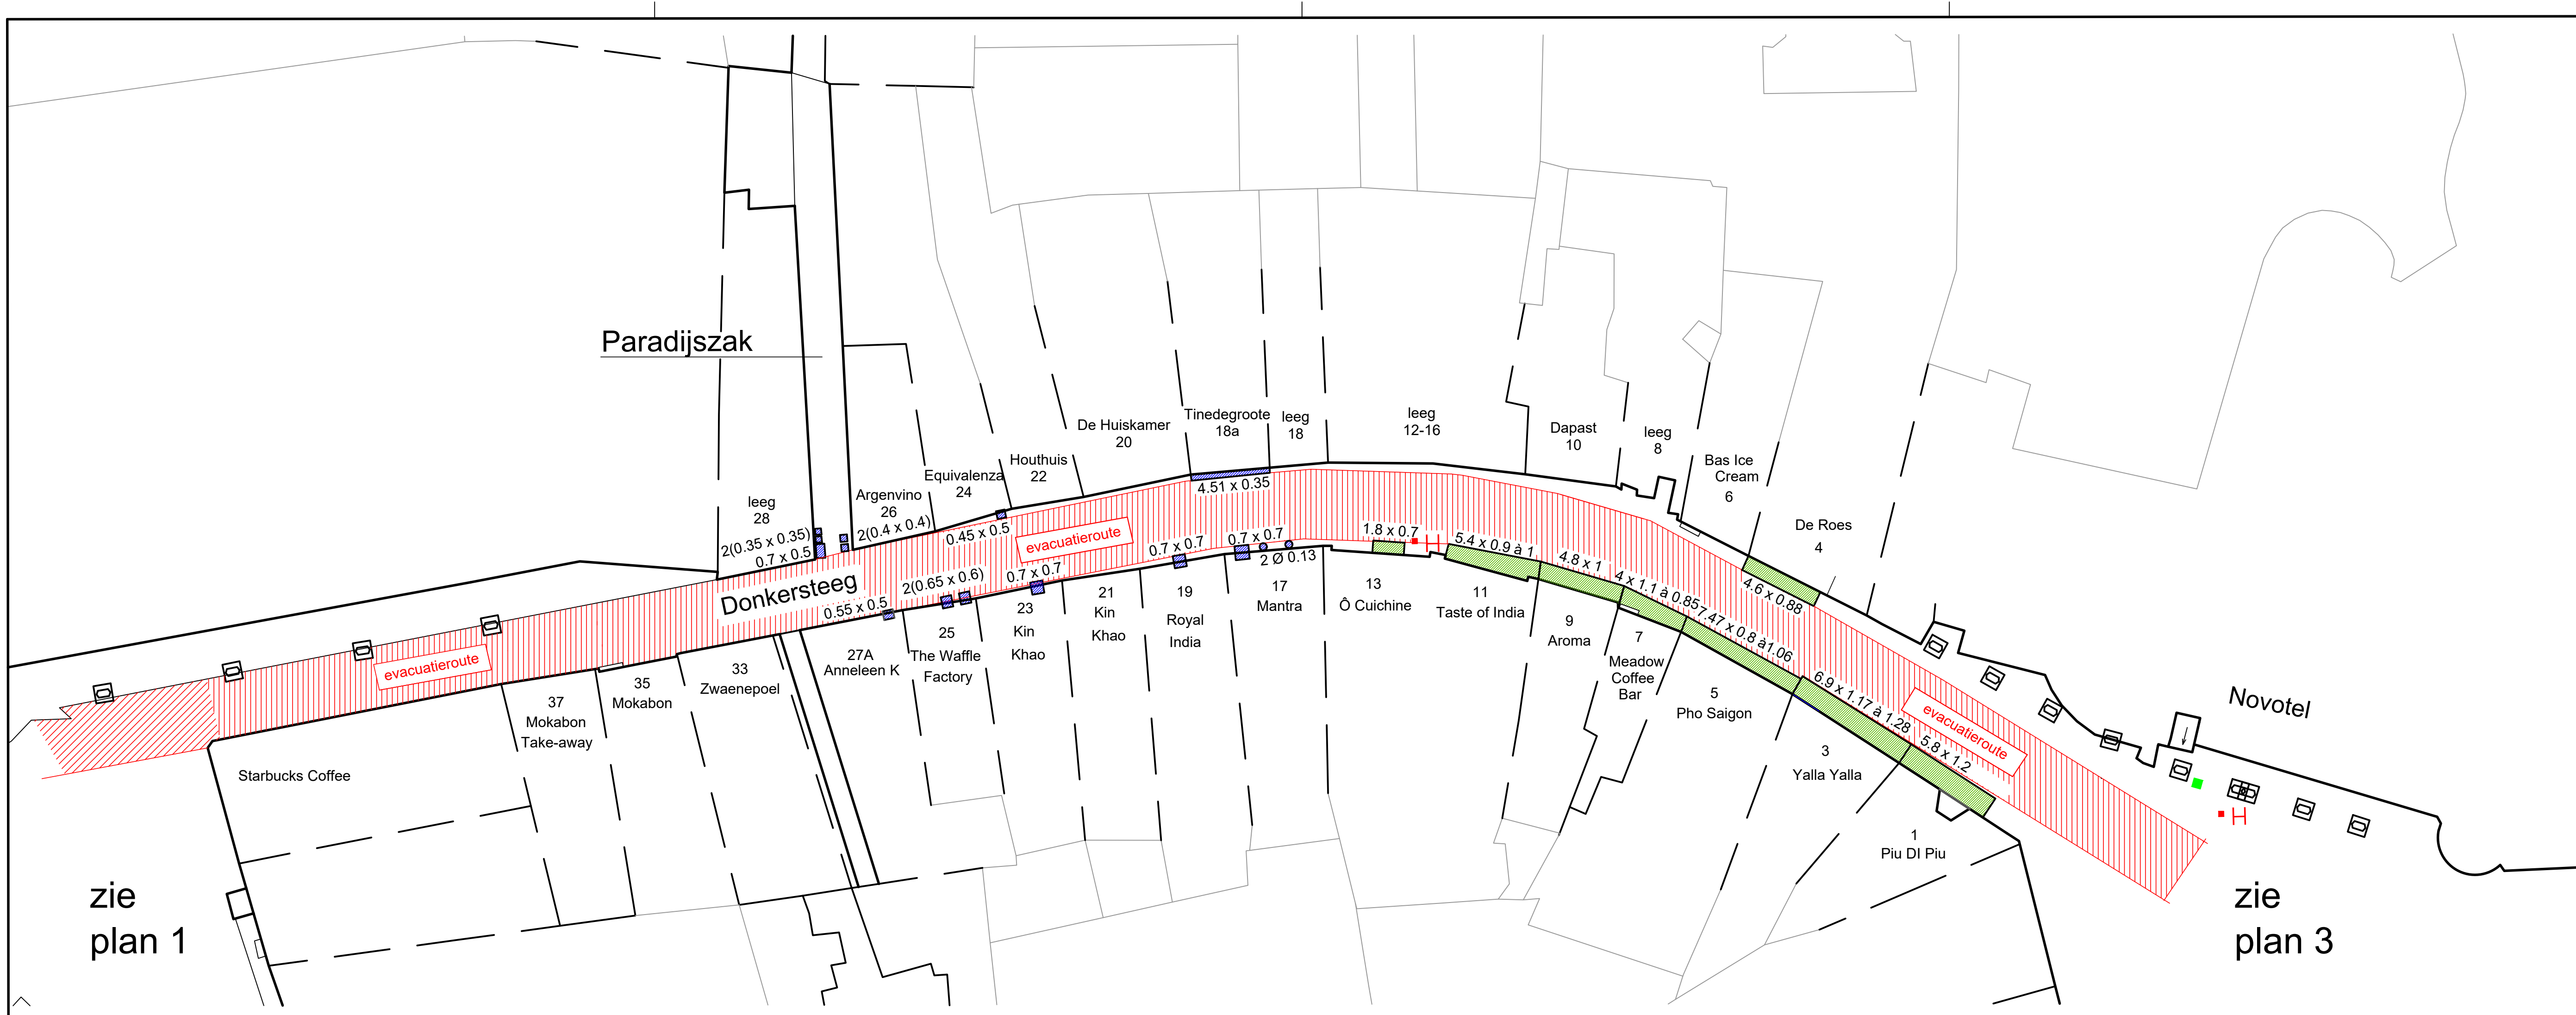 Paradijszak
De Huiskamer
20
Tinedegroote
18a
leeg
18
leeg
12-16
Dapast
10
leeg
8
Bas Ice
Cream
6
De Roes
4
Houthuis
22
Equivalenza
24
Argenvino
26
leeg
28
2(0.35 x 0.35)
0.7 x 0.5
2(0.4 x 0.4)
0.45 x 0.5
evacuatieroute
4.51 x 0.35
0.7 x 0.7
0.7 x 0.7
2 Ø 0.13
1.8 x 0.7
H
5.4 x 0.9 à 1
4.8 x 1
4 x 1.1 à 0.85
7.47 x 0.8 à1.06
4.6 x 0.88
6.9 x 1.17 à 1.28
5.8 x 1.2
evacuatieroute
Novotel
H
Donkersteeg
0.55 x 0.5
2(0.65 x 0.6)
0.7 x 0.7
evacuatieroute
Starbucks Coffee
37
Mokabon
Take-away
35
Mokabon
33
Zwaenepoel
27A
Anneleen K
25
The Waffle
Factory
23
Kin
Khao
21
Kin
Khao
19
Royal
India
17
Mantra
13
Ô Cuichine
11
Taste of India
9
Aroma
7
Meadow
Coffee
Bar
5
Pho Saigon
3
Yalla Yalla
1
Piu DI Piu
zie
plan 1
zie
plan 3